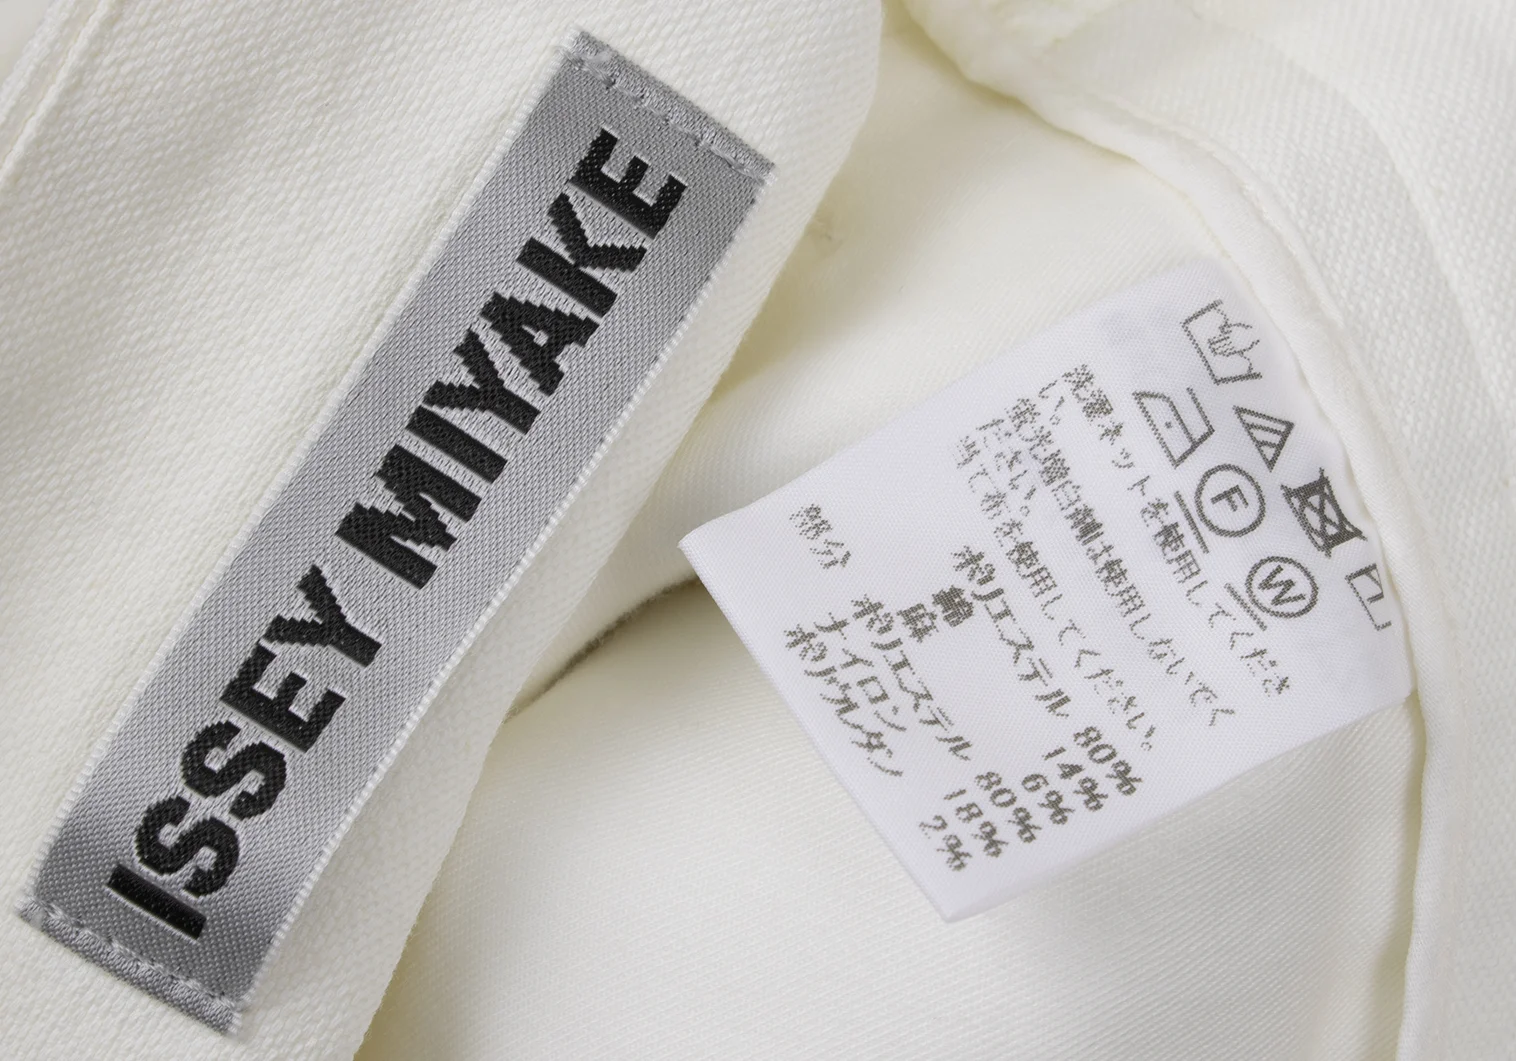 ISSEY MIYAKE
F
W
洗濯ネットを使用してくださ
い。
蛍光増白剤は使用しないでく
ださい。
当て布を使用してください。
ポリエステル 80%
綿 14%
麻 6%
部分 ポリエステル 80%
ナイロン 18%
ポリウレタン 2%